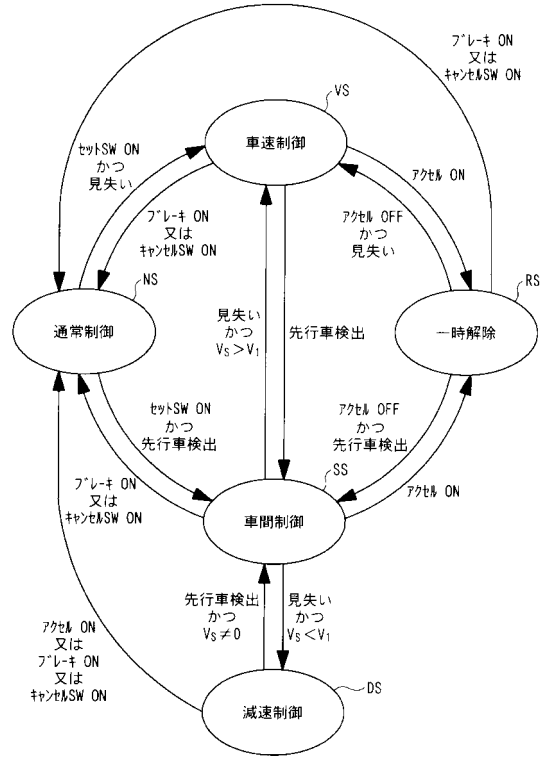 ﾌﾞﾚｰｷ ON
又は
ｷｬﾝｾﾙSW ON
VS
車速制御
ｾｯﾄSW ON
かつ
見失い
ｱｸｾﾙ ON
ﾌﾞﾚｰｷ ON
又は
ｷｬﾝｾﾙSW ON
ｱｸｾﾙ OFF
かつ
見失い
NS
通常制御
RS
一時解除
見失い
かつ
VS＞V1
先行車検出
ｾｯﾄSW ON
かつ
先行車検出
ｱｸｾﾙ OFF
かつ
先行車検出
SS
車間制御
ﾌﾞﾚｰｷ ON
又は
ｷｬﾝｾﾙSW ON
ｱｸｾﾙ ON
先行車検出
かつ
VS≠0
見失い
かつ
VS＜V1
ｱｸｾﾙ ON
又は
ﾌﾞﾚｰｷ ON
又は
ｷｬﾝｾﾙSW ON
DS
減速制御